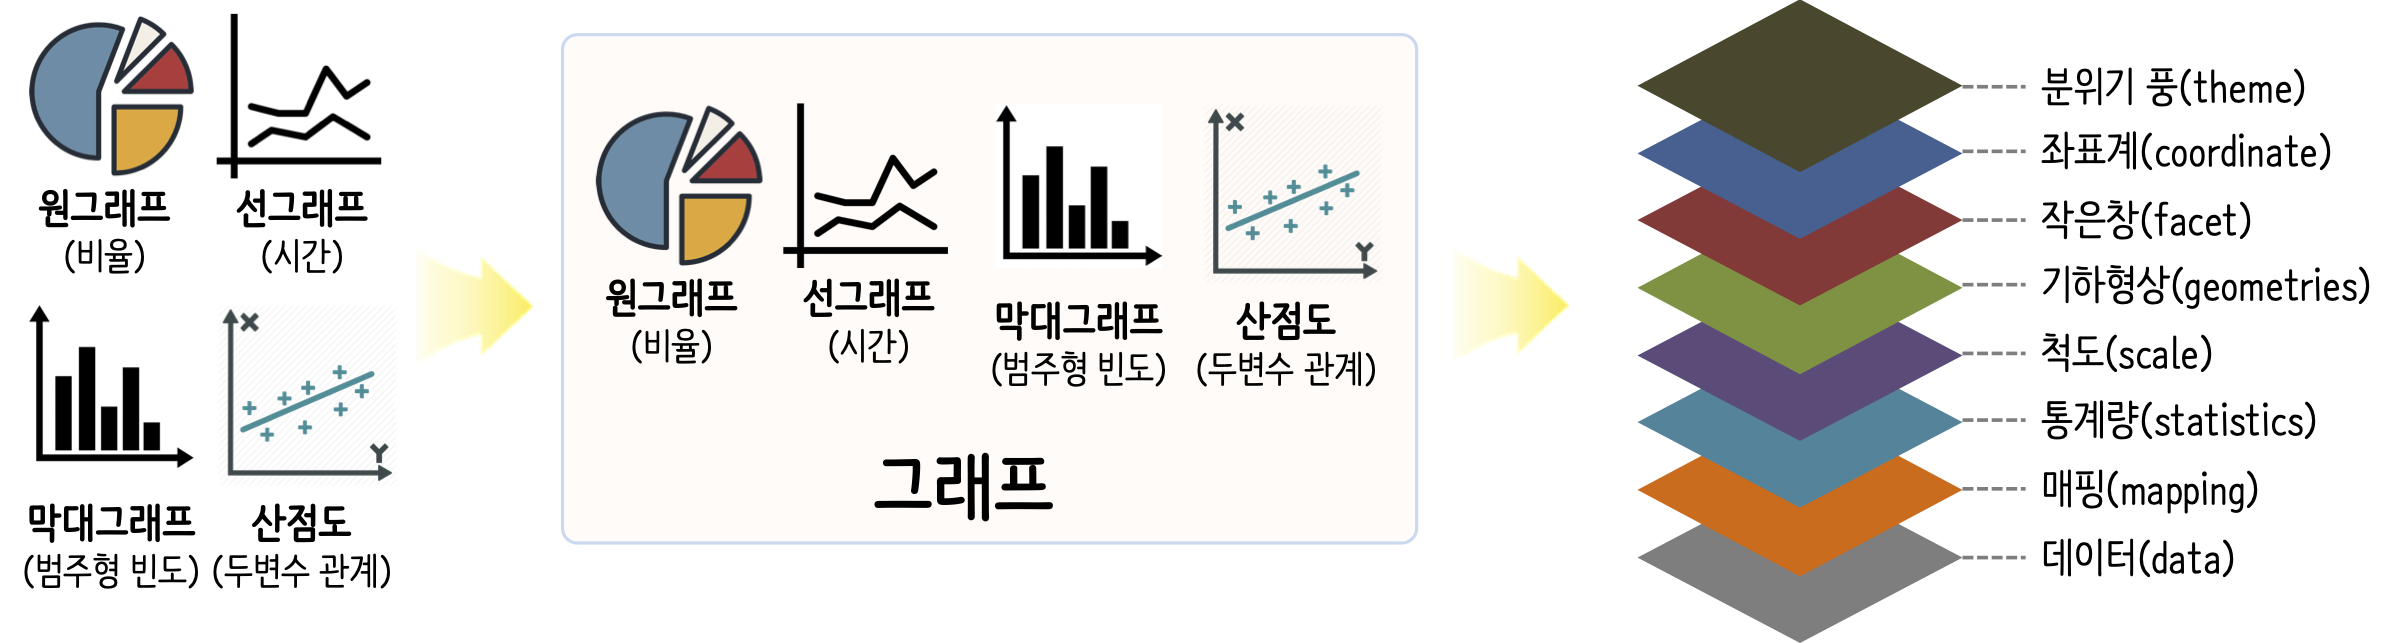 원그래프
(비율)
선그래프
(시간)
막대그래프
(범주형 빈도)
X
Y
산점도
(두변수 관계)
원그래프
(비율)
선그래프
(시간)
막대그래프
(범주형 빈도)
X
Y
산점도
(두변수 관계)
그래프
분위기 풍(theme)
좌표계(coordinate)
작은창(facet)
기하형상(geometries)
척도(scale)
통계량(statistics)
매핑(mapping)
데이터(data)